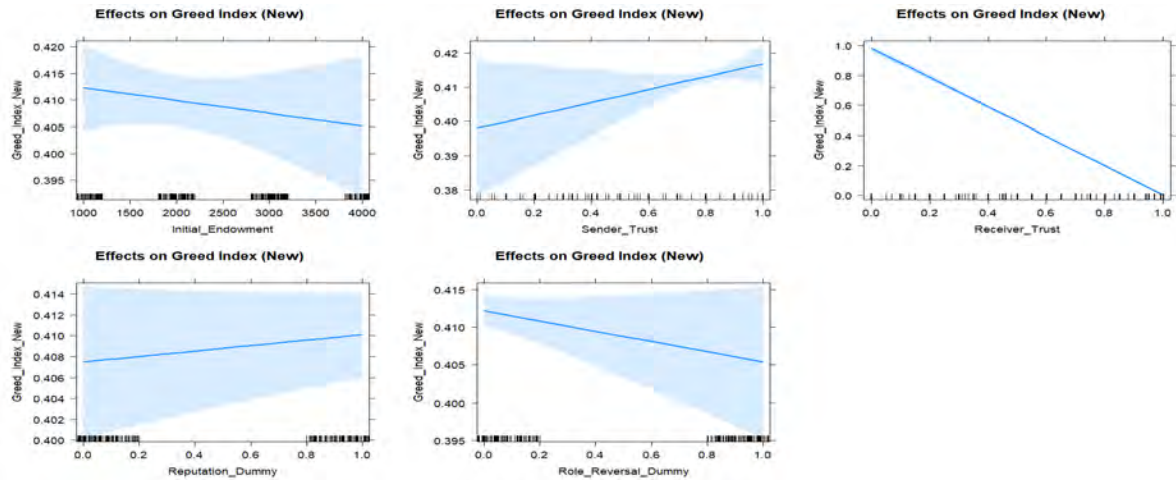 Effects on Greed Index (New)
Greed_Index_New
0.420
0.415
0.410
0.405
0.400
0.395
1000 1500 2000 2500 3000 3500 4000
Initial_Endowment
Effects on Greed Index (New)
Greed_Index_New
0.42
0.41
0.40
0.39
0.38
0.0 0.2 0.4 0.6 0.8 1.0
Sender_Trust
Effects on Greed Index (New)
Greed_Index_New
1.0
0.8
0.6
0.4
0.2
0.0
0.0 0.2 0.4 0.6 0.8 1.0
Receiver_Trust
Effects on Greed Index (New)
Greed_Index_New
0.414
0.412
0.410
0.408
0.406
0.404
0.402
0.400
0.0 0.2 0.4 0.6 0.8 1.0
Reputation_Dummy
Effects on Greed Index (New)
Greed_Index_New
0.415
0.410
0.405
0.400
0.395
0.0 0.2 0.4 0.6 0.8 1.0
Role_Reversal_Dummy